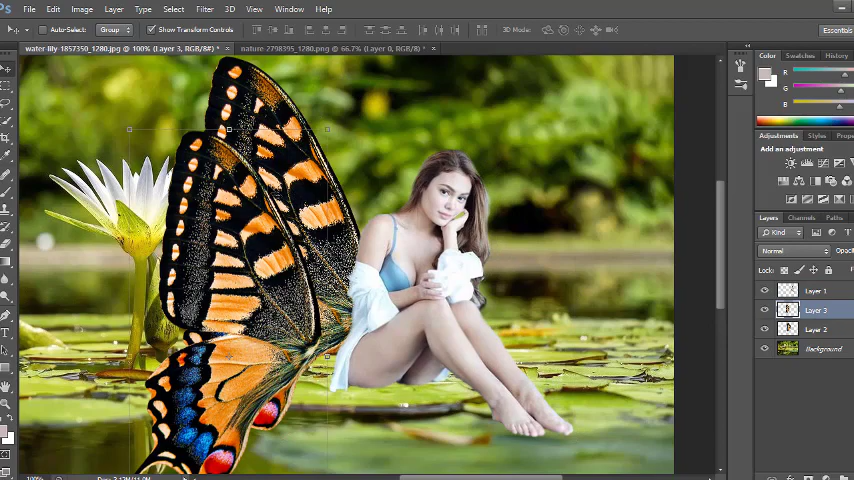 File Edit Image Layer Type Select Filter 3D View Window Help
Auto-Select: Group Show Transform Controls 3D Mode: Essentials
water-lily-1857350_1280.jpg @ 100% (Layer 3, RGB/8#) * × nature-2798395_1280.png @ 66.7% (Layer 0, RGB/8) * ×
Color Swatches History
R
G
B
Adjustments Styles
Add an adjustment
Layers Channels Paths
Kind
Normal
Lock:
Layer 1
Layer 3
Layer 2
Background
100%